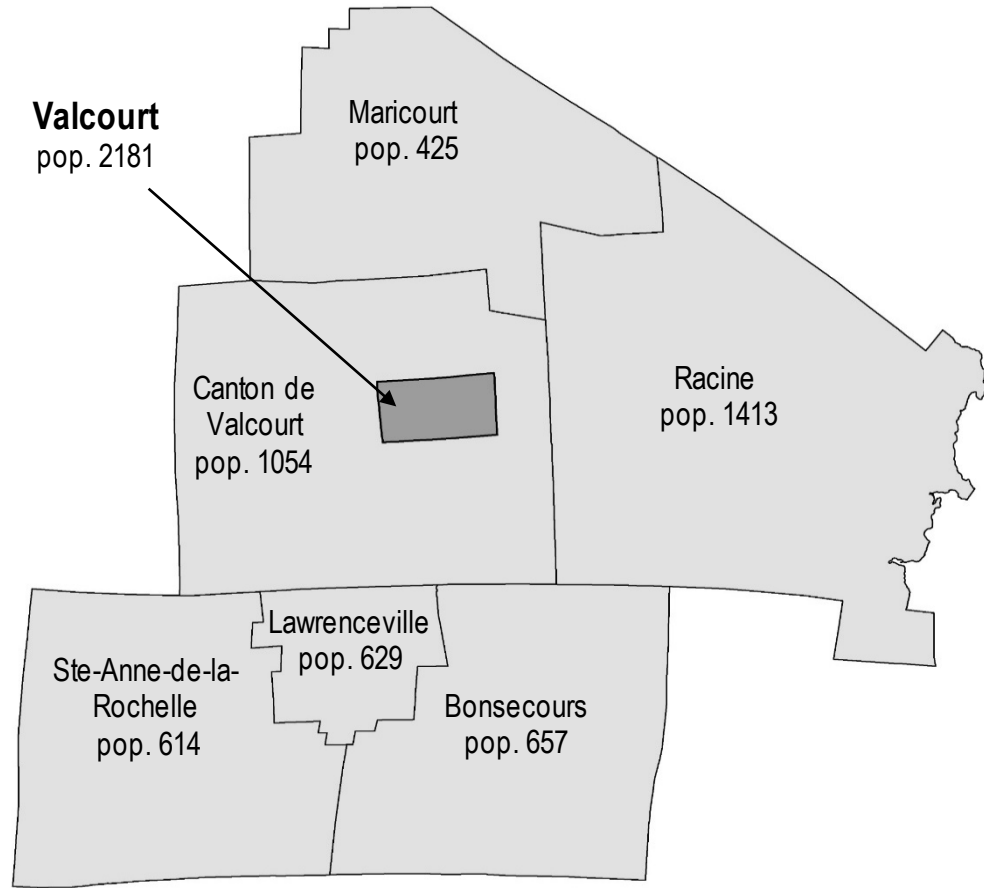 Valcourt
pop. 2181
Maricourt
pop. 425
Canton de
Valcourt
pop. 1054
Racine
pop. 1413
Lawrenceville
pop. 629
Ste-Anne-de-la-
Rochelle
pop. 614
Bonsecours
pop. 657